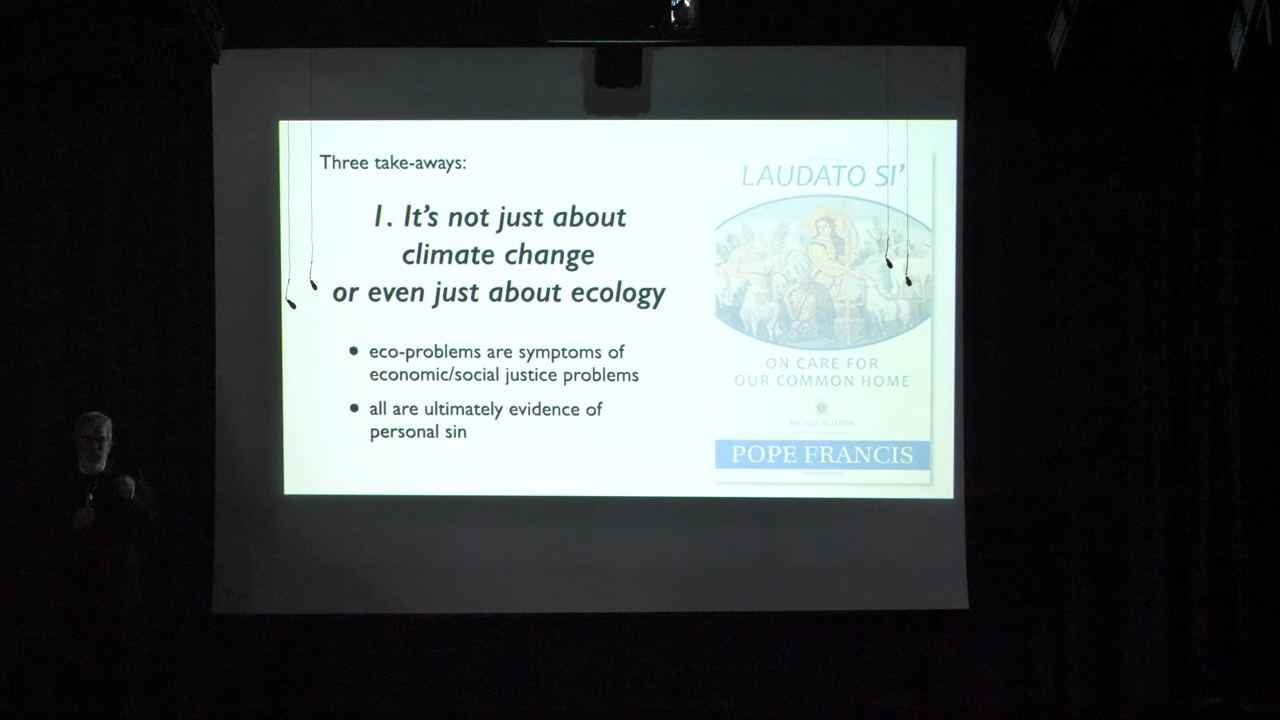 Three take-aways:
1. It's not just about
climate change
or even just about ecology
• eco-problems are symptoms of
economic/social justice problems
• all are ultimately evidence of
personal sin
LAUDATO SI'
ON CARE FOR
OUR COMMON HOME
ENCYCLICAL LETTER
POPE FRANCIS